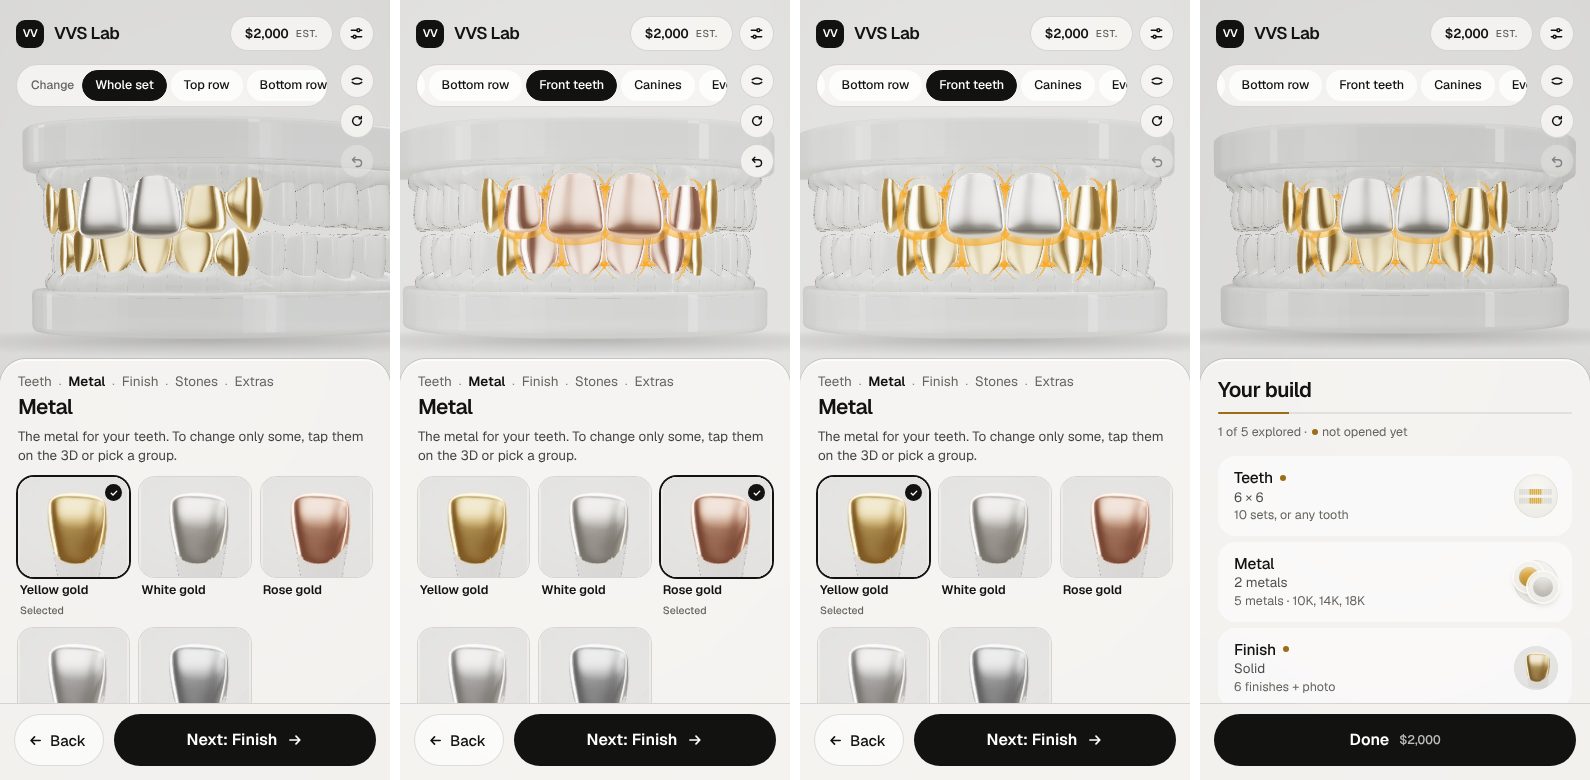 VV VVS Lab $2,000 EST.
Change Whole set Top row Bottom row
Teeth . Metal . Finish . Stones . Extras
Metal
The metal for your teeth. To change only some, tap them
on the 3D or pick a group.
Yellow gold White gold Rose gold
Selected
← Back Next: Finish →
VV VVS Lab $2,000 EST.
Bottom row Front teeth Canines Ev
Teeth . Metal . Finish . Stones . Extras
Metal
The metal for your teeth. To change only some, tap them
on the 3D or pick a group.
Yellow gold White gold Rose gold
Selected
← Back Next: Finish →
VV VVS Lab $2,000 EST.
Bottom row Front teeth Canines Ev
Teeth . Metal . Finish . Stones . Extras
Metal
The metal for your teeth. To change only some, tap them
on the 3D or pick a group.
Yellow gold White gold Rose gold
Selected
← Back Next: Finish →
VV VVS Lab $2,000 EST.
Bottom row Front teeth Canines Ev
Your build
1 of 5 explored · ● not opened yet
Teeth ●
6 × 6
10 sets, or any tooth
Metal
2 metals
5 metals · 10K, 14K, 18K
Finish ●
Solid
6 finishes + photo
Done $2,000